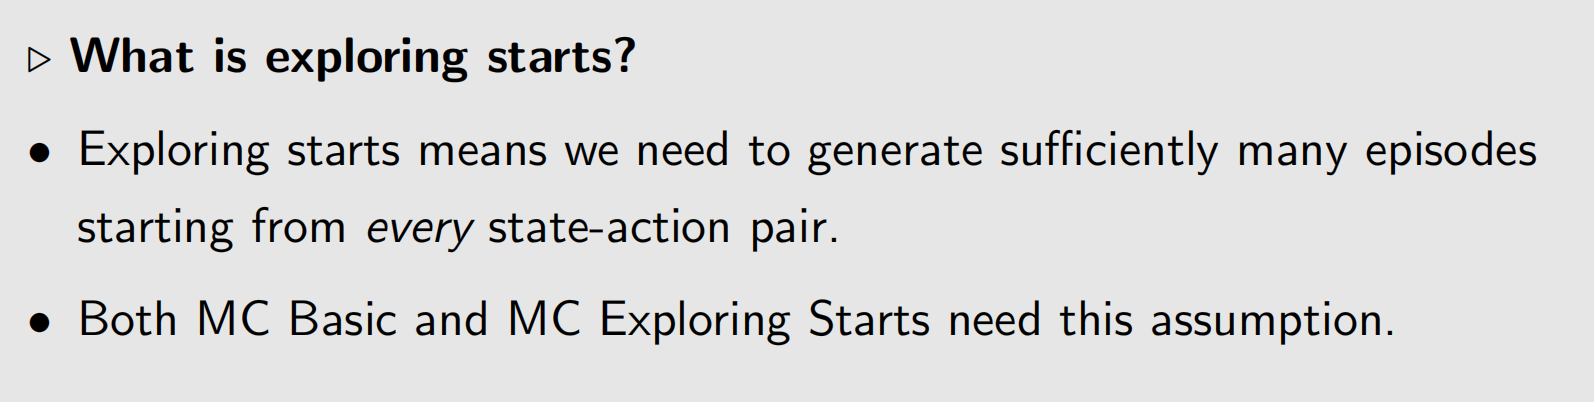 ▷ What is exploring starts?
• Exploring starts means we need to generate sufficiently many episodes
starting from every state-action pair.
• Both MC Basic and MC Exploring Starts need this assumption.